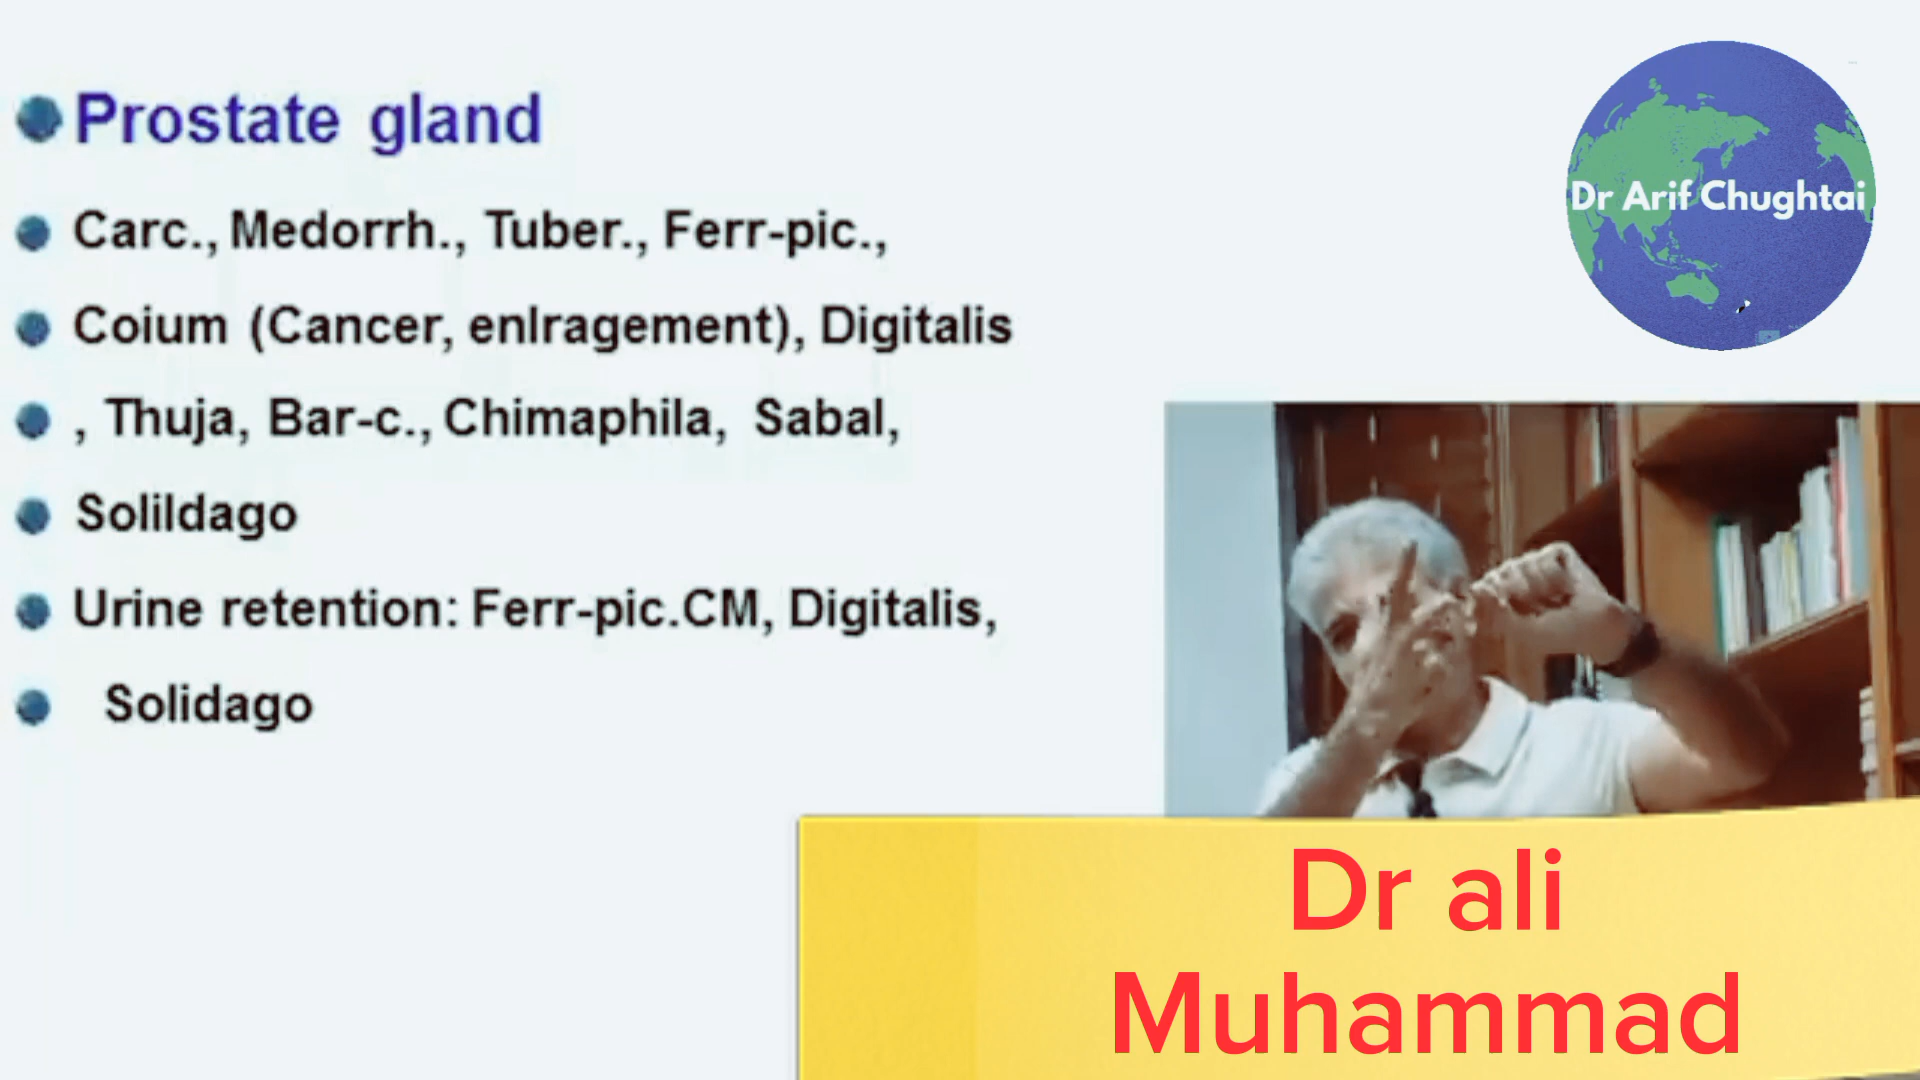 Prostate gland
Carc., Medorrh., Tuber., Ferr-pic.,
Coium (Cancer, enlragement), Digitalis
, Thuja, Bar-c., Chimaphila, Sabal,
Solildago
Urine retention: Ferr-pic.CM, Digitalis,
Solidago
Dr Arif Chughtai
Dr ali
Muhammad